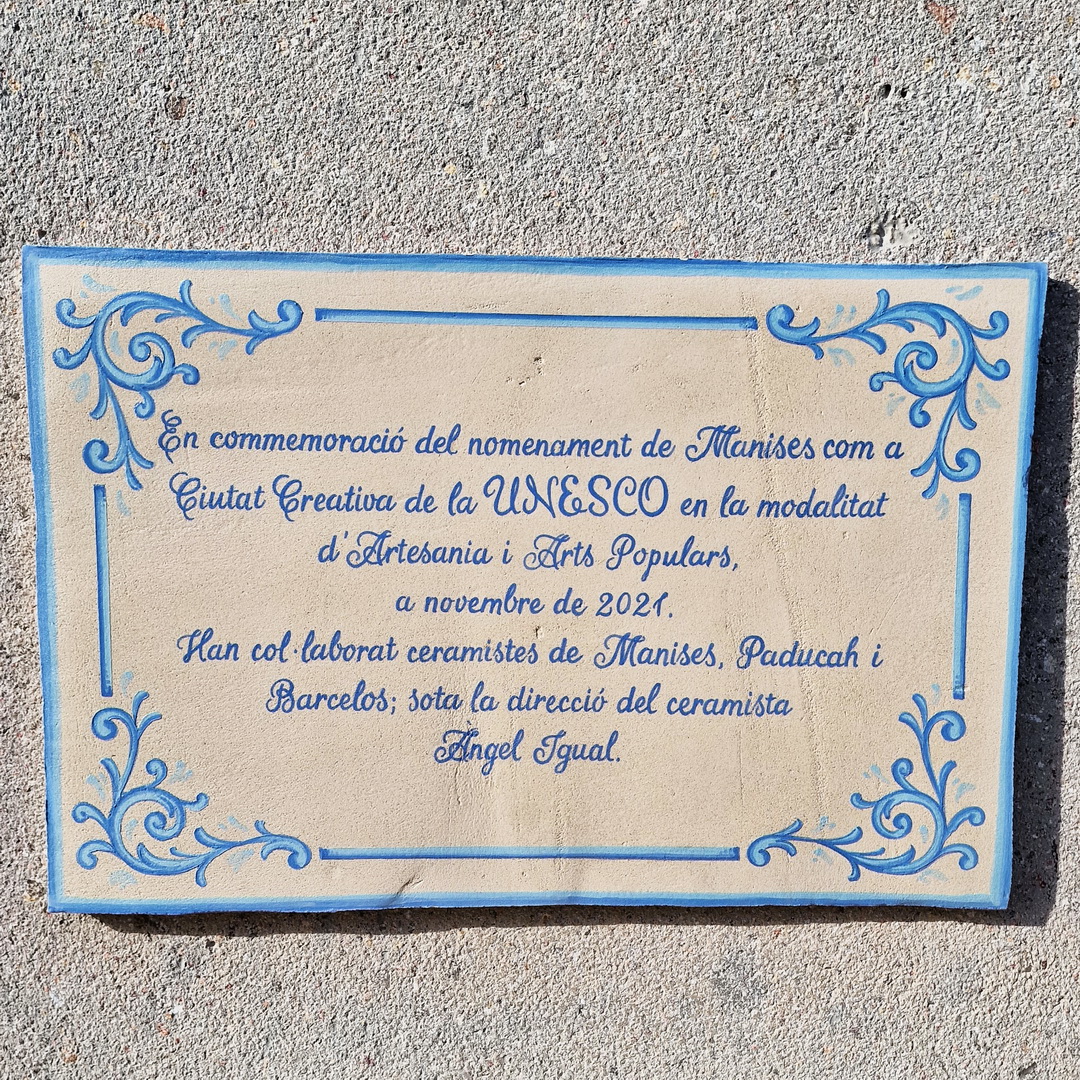 En commemoració del nomenament de Manises com a
Ciutat Creativa de la UNESCO en la modalitat
d'Artesania i Arts Populars,
a novembre de 2021.
Han col·laborat ceramistes de Manises, Paducah i
Barcelos; sota la direcció del ceramista
Àngel Igual.